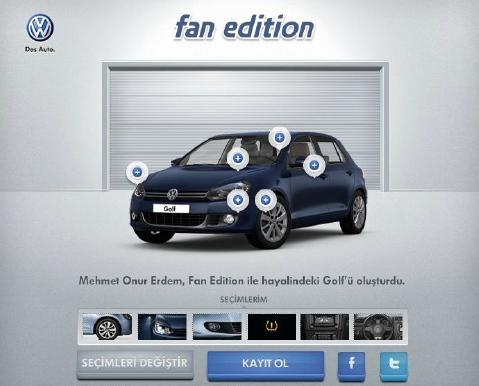 fan edition
Das Auto.
Golf
Mehmet Onur Erdem, Fan Edition ile hayalindeki Golf'ü oluşturdu.
SEÇİMLERİM
SEÇİMLERİ DEĞİŞTİR
KAYIT OL